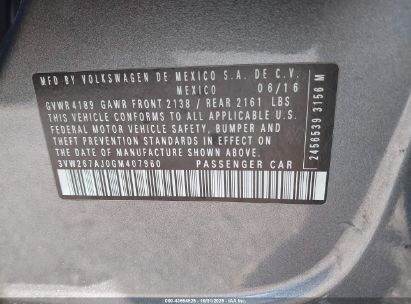 MFD BY VOLKSWAGEN DE MEXICO S.A. DE C.V.
MEXICO 06/16
GVWR 4189 GAWR FRONT 2138 / REAR 2161 LBS
THIS VEHICLE CONFORMS TO ALL APPLICABLE U.S.
FEDERAL MOTOR VEHICLE SAFETY, BUMPER AND
THEFT PREVENTION STANDARDS IN EFFECT ON
THE DATE OF MANUFACTURE SHOWN ABOVE
3VW267AJ0GM407960 PASSENGER CAR
2456539 3156 M